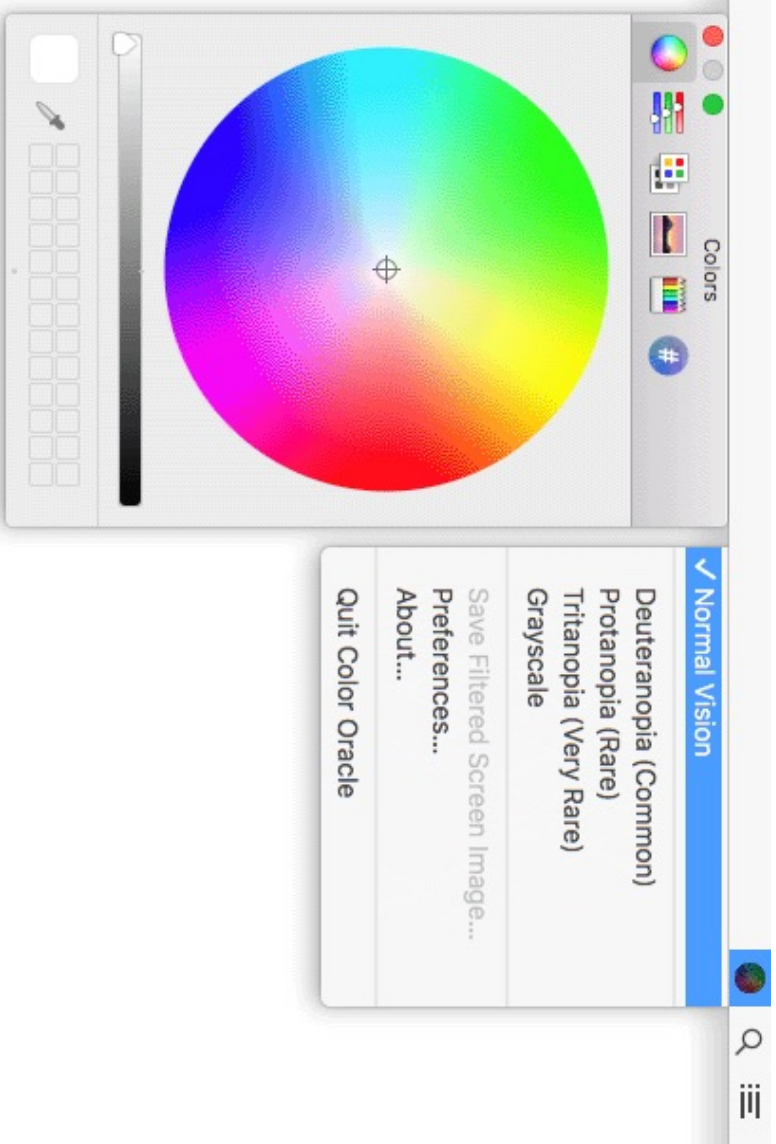 Colors
#
✓ Normal Vision
Deuteranopia (Common)
Protanopia (Rare)
Tritanopia (Very Rare)
Grayscale
Save Filtered Screen Image...
Preferences...
About...
Quit Color Oracle